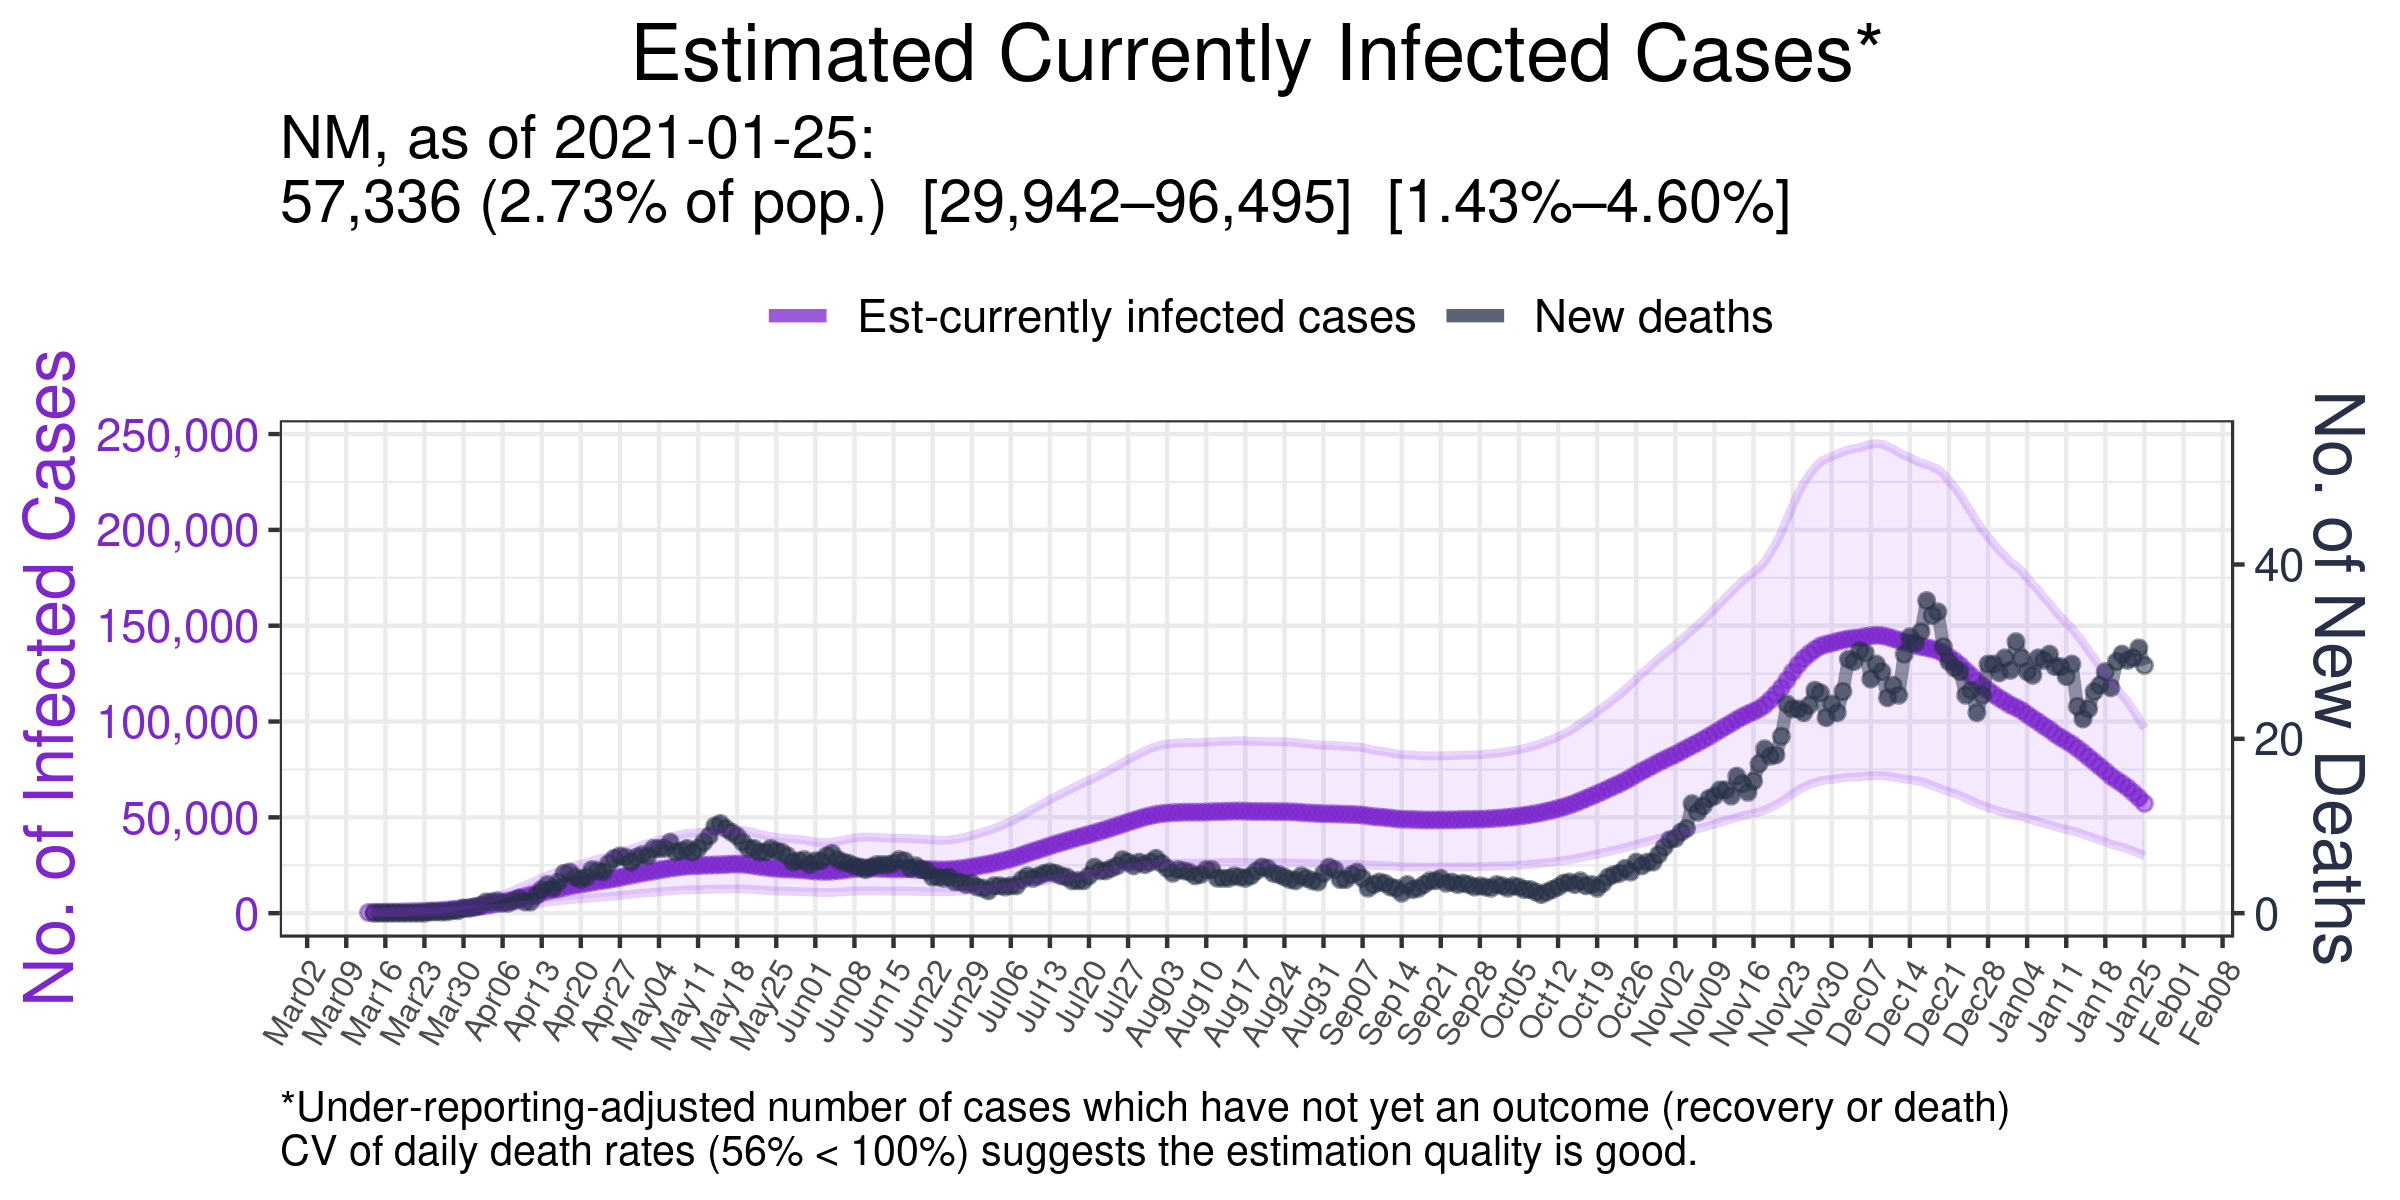 Estimated Currently Infected Cases*
NM, as of 2021-01-25:
57,336 (2.73% of pop.) [29,942–96,495] [1.43%–4.60%]
Est-currently infected cases New deaths
No. of Infected Cases
250,000
200,000
150,000
100,000
50,000
0
No. of New Deaths
40
20
0
Mar02 Mar09 Mar16 Mar23 Mar30 Apr06 Apr13 Apr20 Apr27 May04 May11 May18 May25 Jun01 Jun08 Jun15 Jun22 Jun29 Jul06 Jul13 Jul20 Jul27 Aug03 Aug10 Aug17 Aug24 Aug31 Sep07 Sep14 Sep21 Sep28 Oct05 Oct12 Oct19 Oct26 Nov02 Nov09 Nov16 Nov23 Nov30 Dec07 Dec14 Dec21 Dec28 Jan04 Jan11 Jan18 Jan25 Feb01 Feb08
*Under-reporting-adjusted number of cases which have not yet an outcome (recovery or death)
CV of daily death rates (56% < 100%) suggests the estimation quality is good.